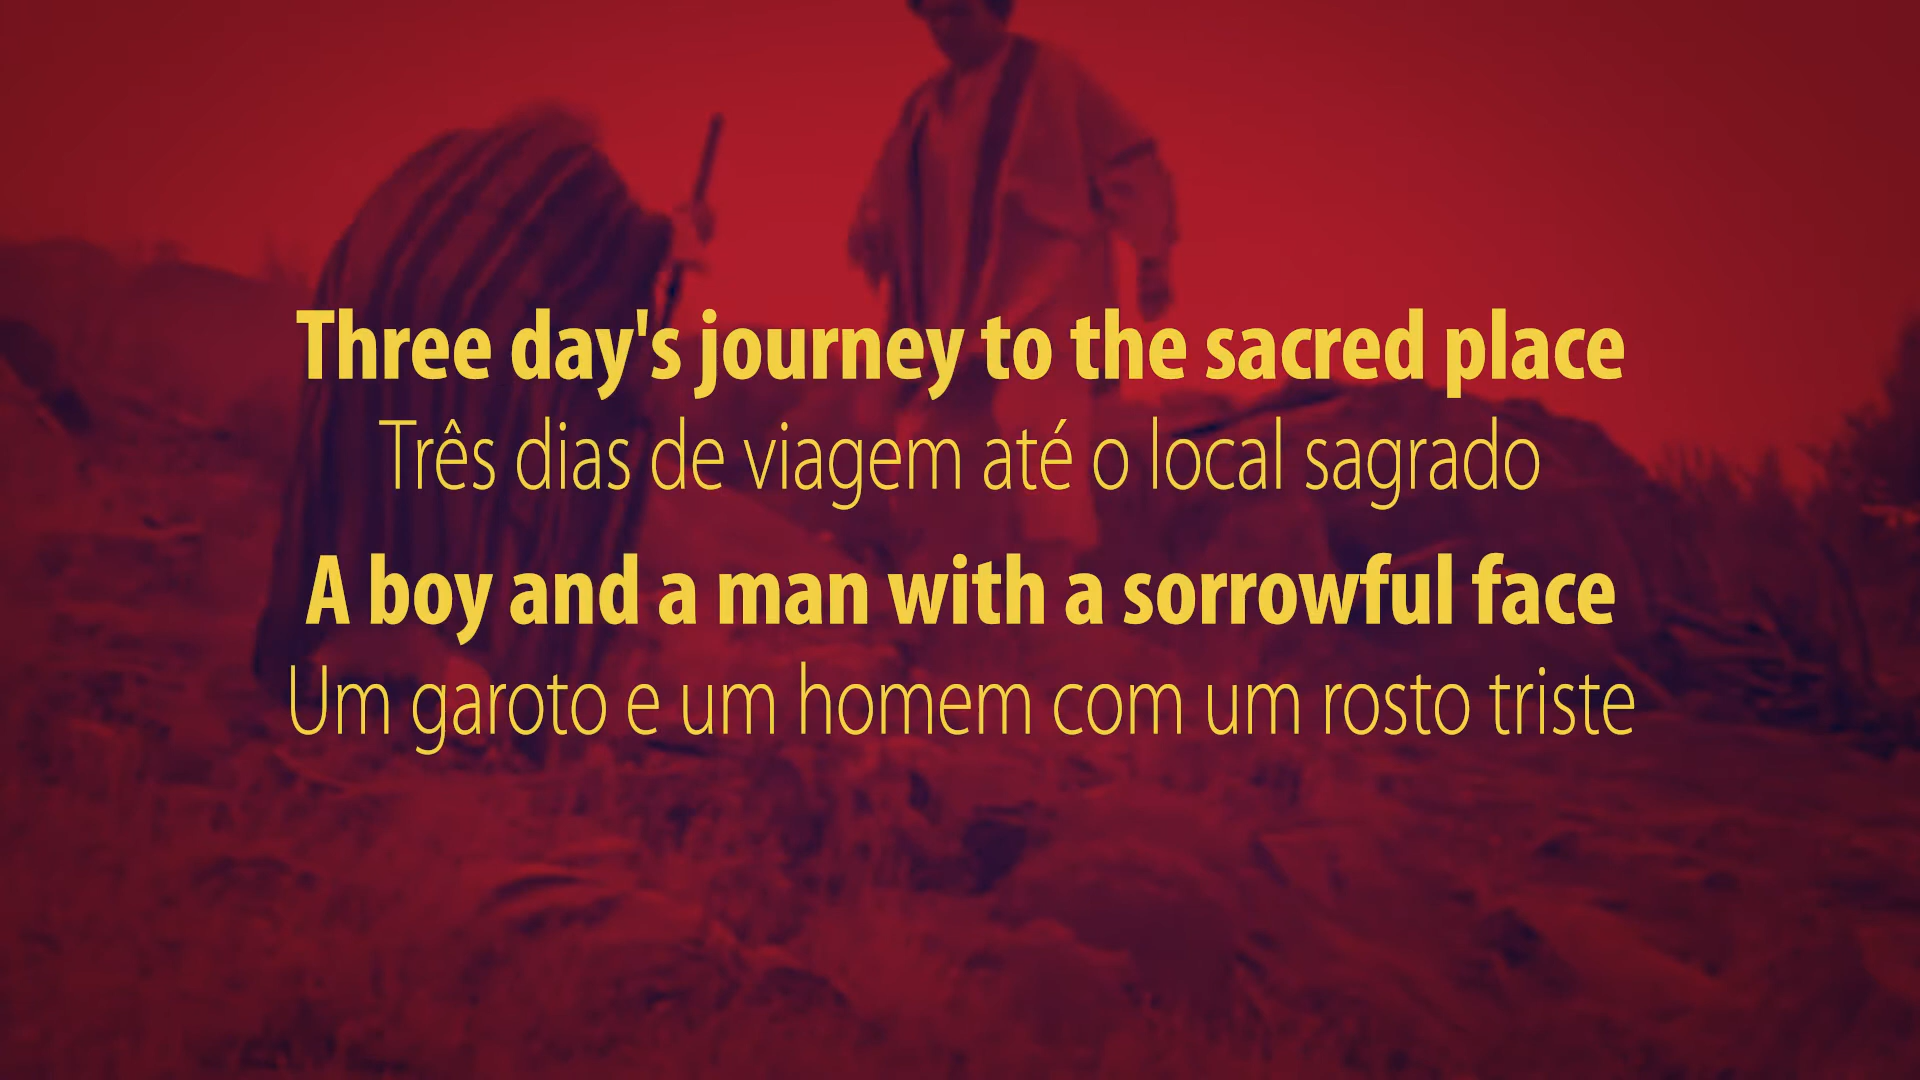 Three day's journey to the sacred place
Três dias de viagem até o local sagrado
A boy and a man with a sorrowful face
Um garoto e um homem com um rosto triste